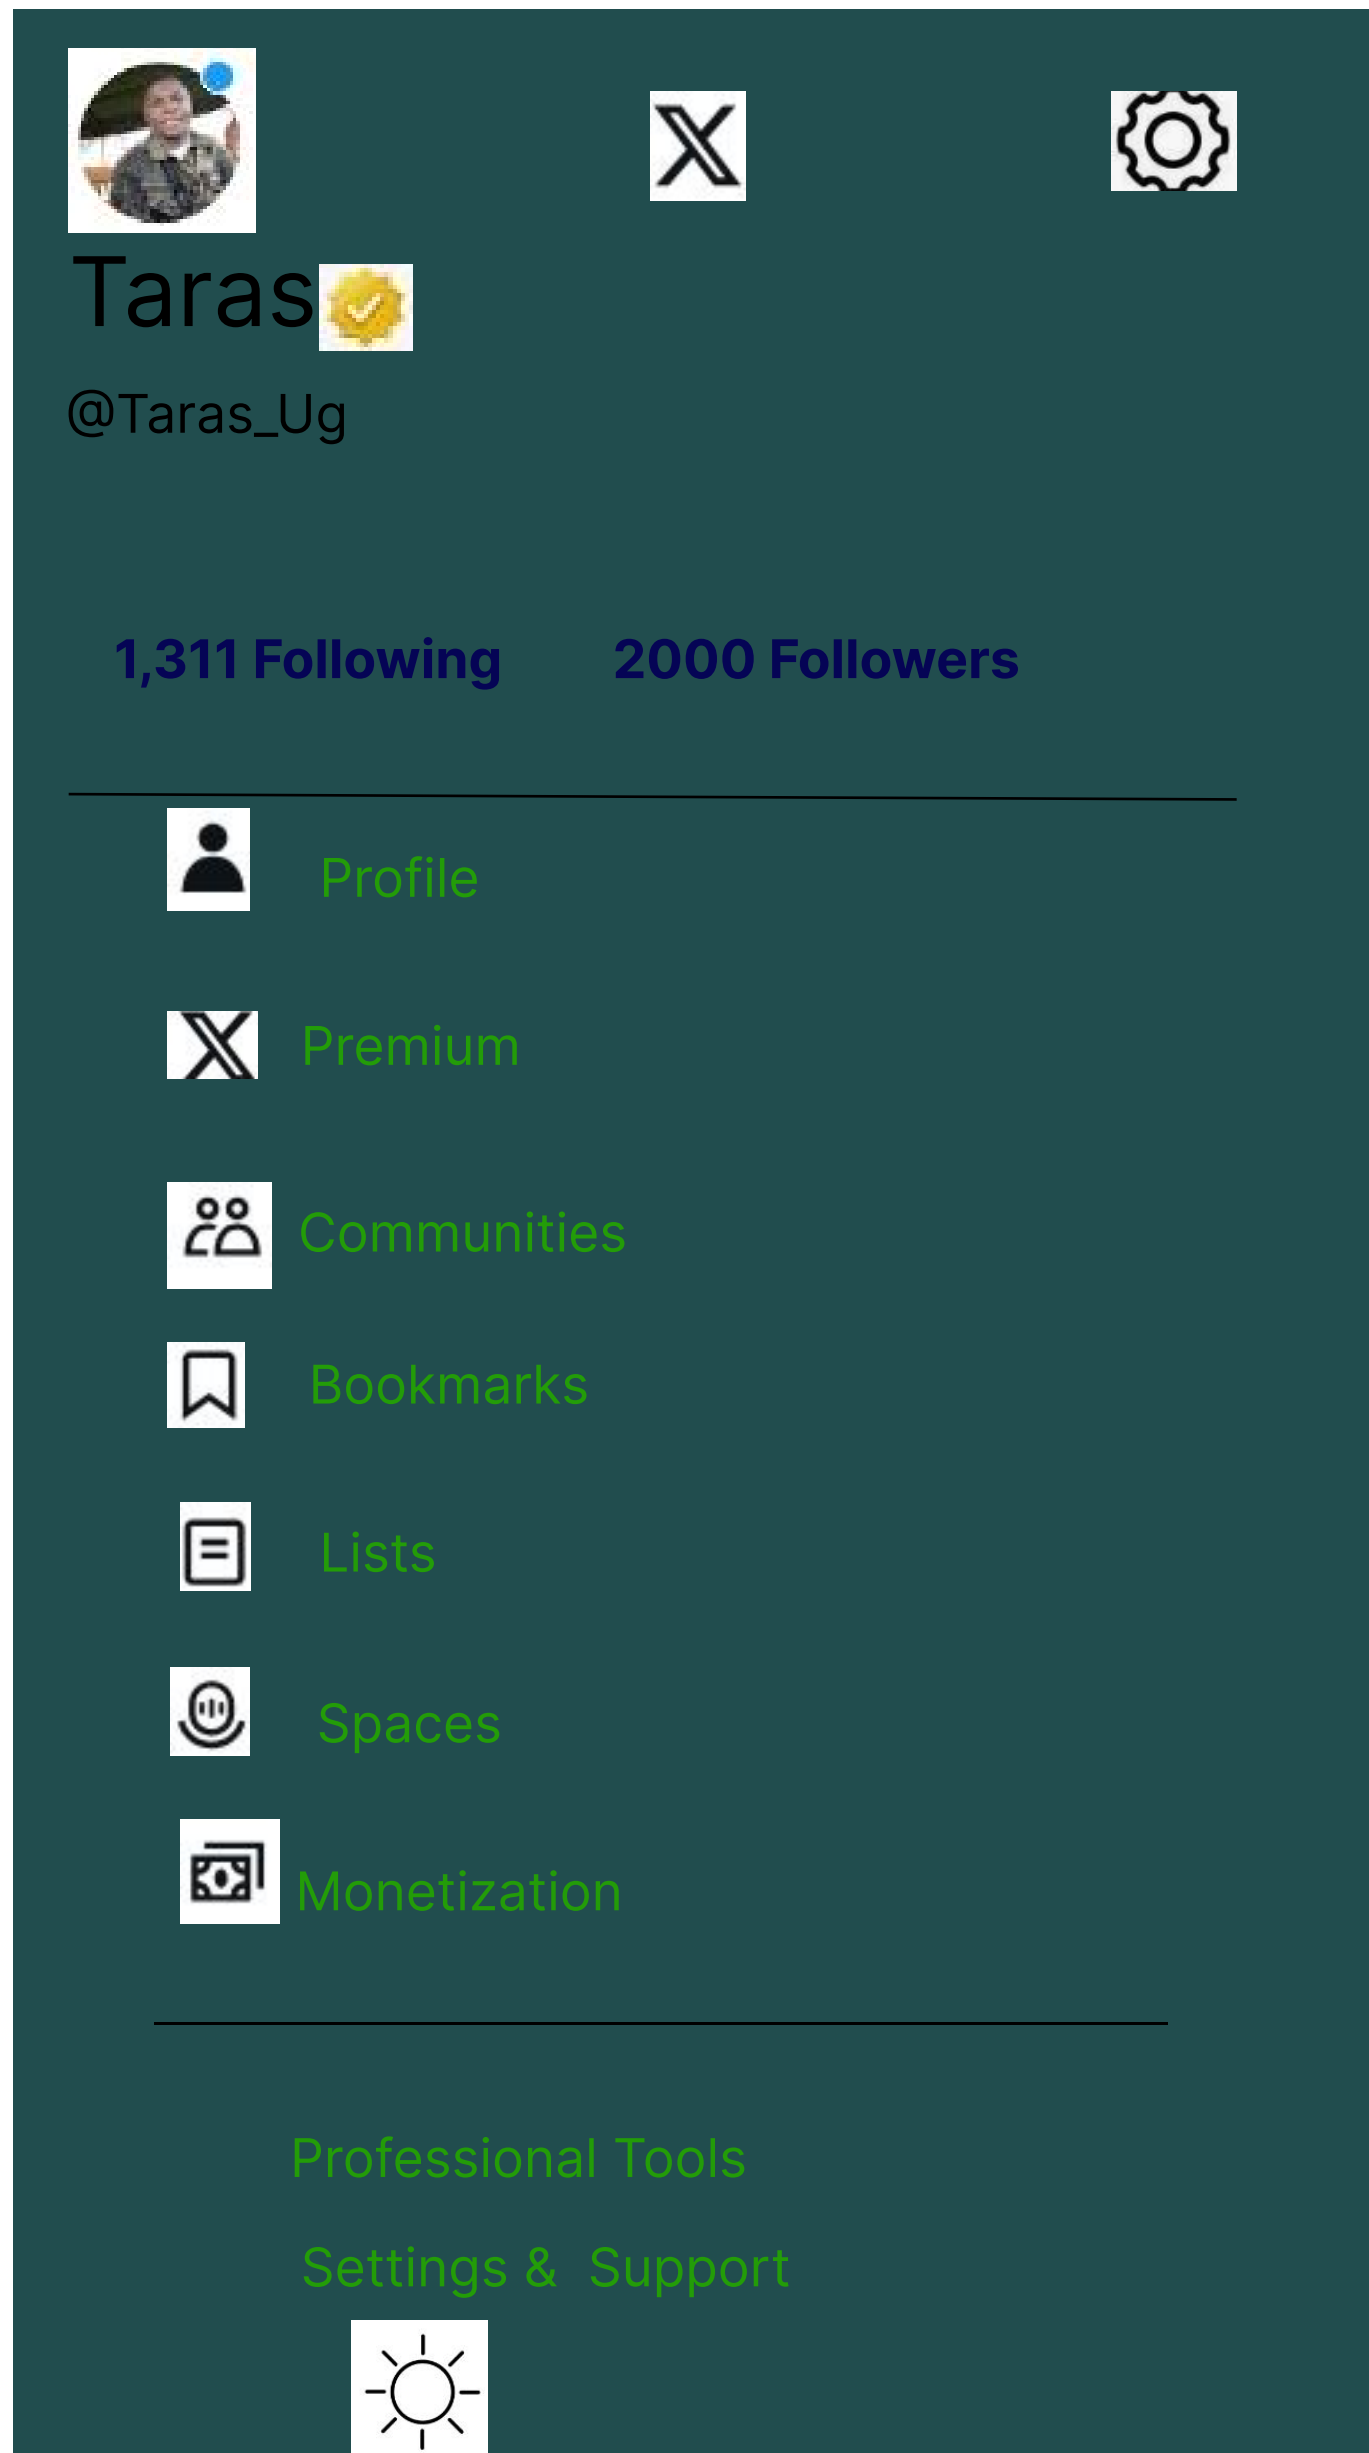 Taras
@Taras_Ug
1,311 Following 2000 Followers
Profile
Premium
Communities
Bookmarks
Lists
Spaces
Monetization
Professional Tools
Settings & Support